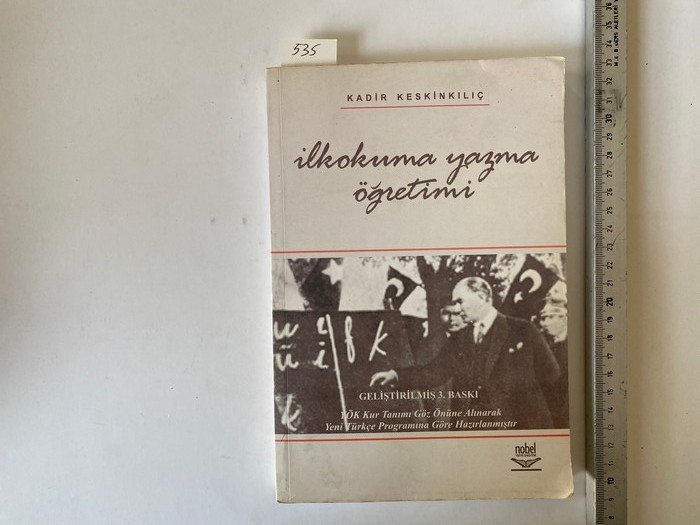 535
KADİR KESKİNKILIÇ
ilkokuma yazma
öğretimi
GELİŞTİRİLMİŞ 3. BASKI
YÖK Kur Tanımı Göz Önüne Alınarak
Yeni Türkçe Programına Göre Hazırlanmıştır
nobel